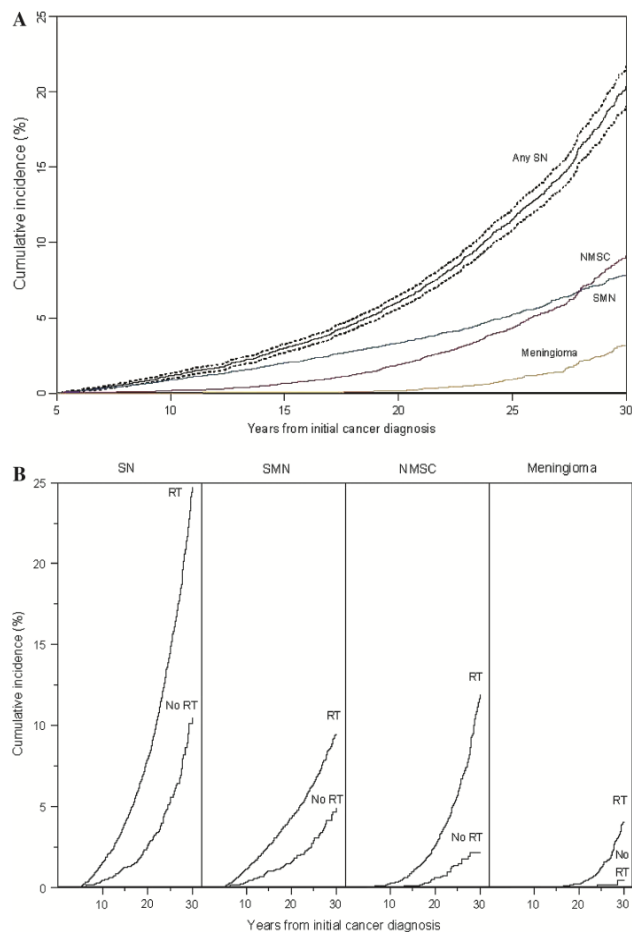 A
25
20
15
10
5
0
Cumulative incidence (%)
Any SN
NMSC
SMN
Meningioma
5 10 15 20 25 30
Years from initial cancer diagnosis
B
SN SMN NMSC Meningioma
25
20
15
10
5
0
Cumulative incidence (%)
RT
No RT
RT
No RT
RT
No RT
RT
No
RT
10 20 30 10 20 30 10 20 30 10 20 30
Years from initial cancer diagnosis